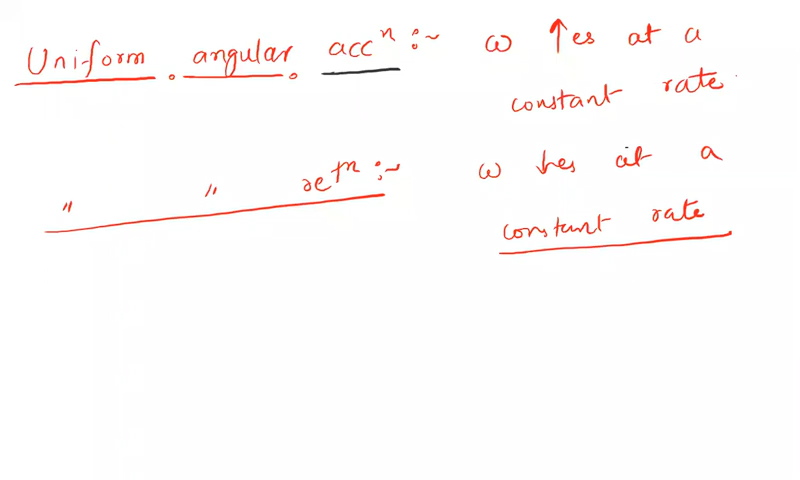 Uniform angular accⁿ :~ ω ↑es at a
constant rate
" " retⁿ :~ ω ↓es at a
constant rate